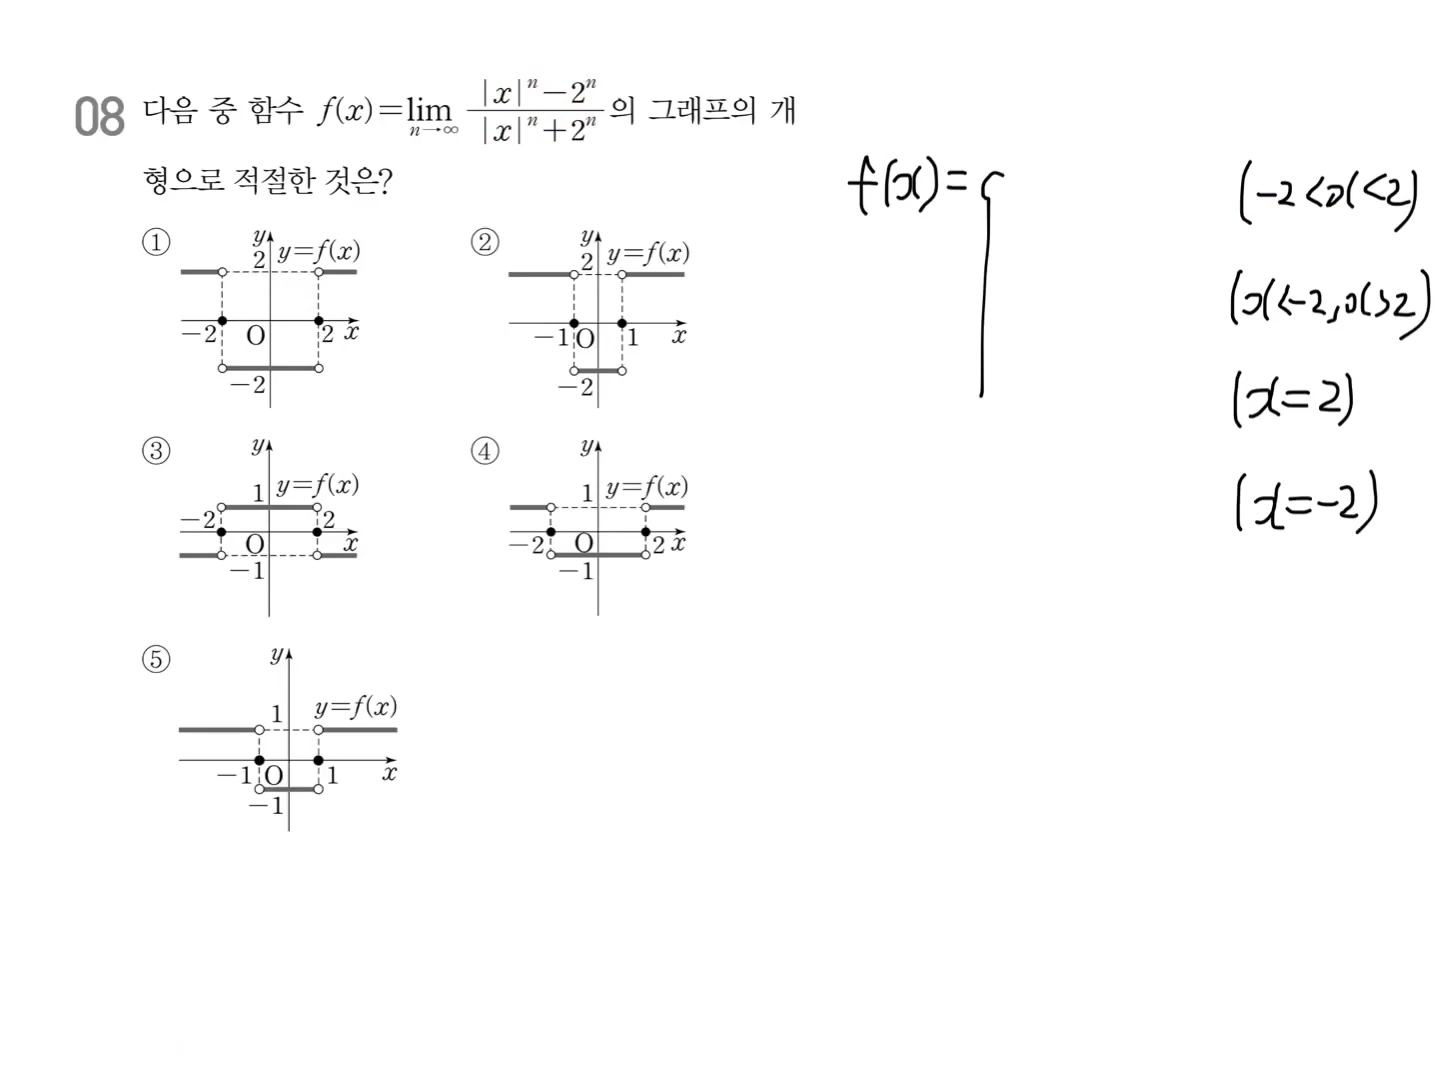 08 다음 중 함수 f(x)=lim_{n→∞} (|x|^n-2^n)/(|x|^n+2^n)의 그래프의 개
형으로 적절한 것은?
①
y
2
y=f(x)
-2
O
2
x
-2
②
y
2
y=f(x)
-1
O
1
x
-2
③
y
1
y=f(x)
-2
2
O
x
-1
④
y
1
y=f(x)
-2
O
2
x
-1
⑤
y
1
y=f(x)
-1
O
1
x
-1
f(x)={
(-2<x<2)
(x<-2, x>2)
(x=2)
(x=-2)